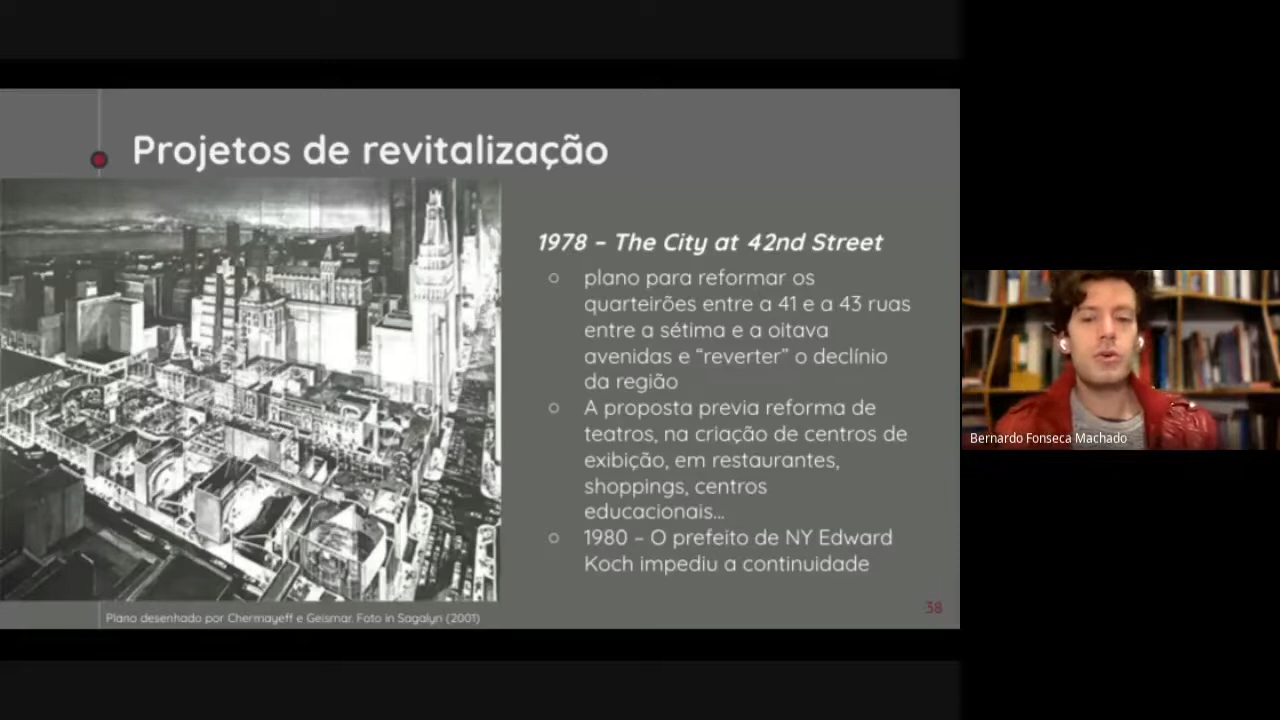 Projetos de revitalização
1978 – The City at 42nd Street
plano para reformar os
quarteirões entre a 41 e a 43 ruas
entre a sétima e a oitava
avenidas e “reverter” o declínio
da região
A proposta previa reforma de
teatros, na criação de centros de
exibição, em restaurantes,
shoppings, centros
educacionais...
1980 – O prefeito de NY Edward
Koch impediu a continuidade
Plano desenhado por Chermayeff e Geismar. Foto in Sagalyn (2001)
38
Bernardo Fonseca Machado